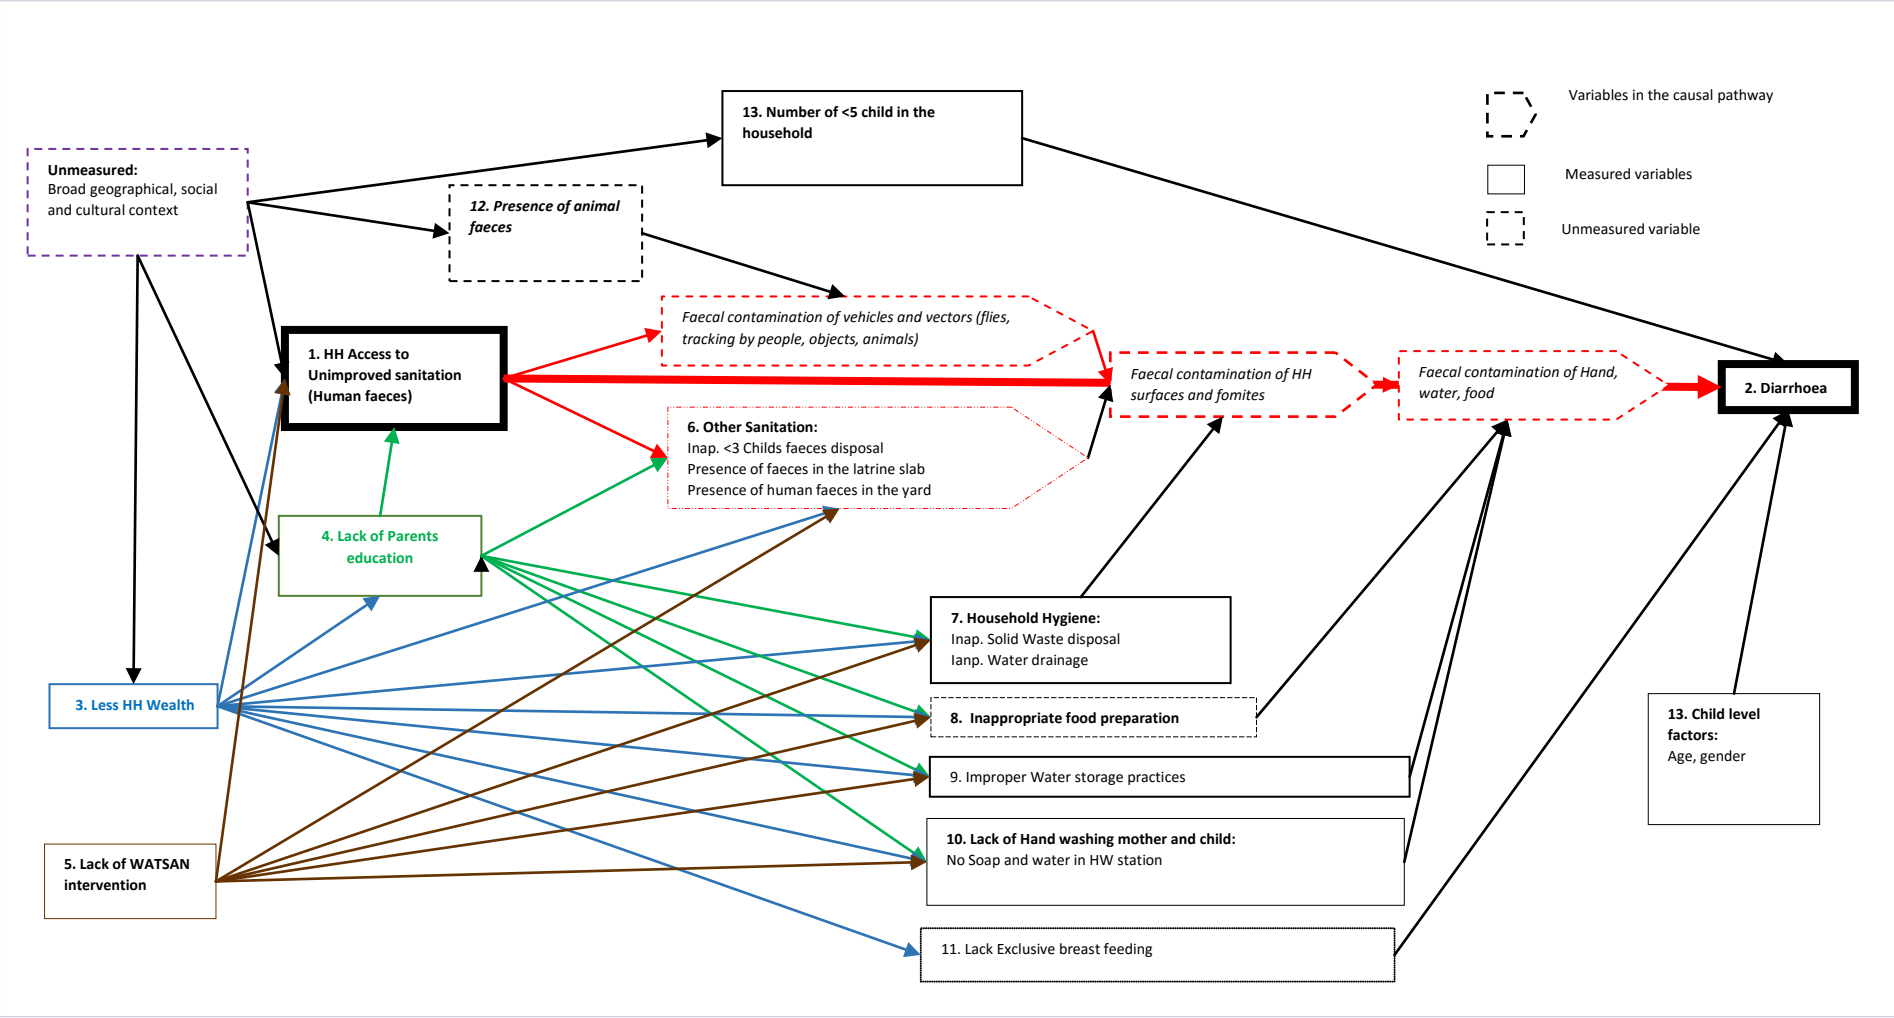 13. Number of <5 child in the
household
Variables in the causal pathway
Measured variables
Unmeasured variable
Unmeasured:
Broad geographical, social
and cultural context
12. Presence of animal
faeces
Faecal contamination of vehicles and vectors (flies,
tracking by people, objects, animals)
1. HH Access to
Unimproved sanitation
(Human faeces)
Faecal contamination of HH
surfaces and fomites
Faecal contamination of Hand,
water, food
2. Diarrhoea
6. Other Sanitation:
Inap. <3 Childs faeces disposal
Presence of faeces in the latrine slab
Presence of human faeces in the yard
4. Lack of Parents
education
7. Household Hygiene:
Inap. Solid Waste disposal
Ianp. Water drainage
3. Less HH Wealth
8. Inappropriate food preparation
13. Child level
factors:
Age, gender
9. Improper Water storage practices
10. Lack of Hand washing mother and child:
No Soap and water in HW station
5. Lack of WATSAN
intervention
11. Lack Exclusive breast feeding